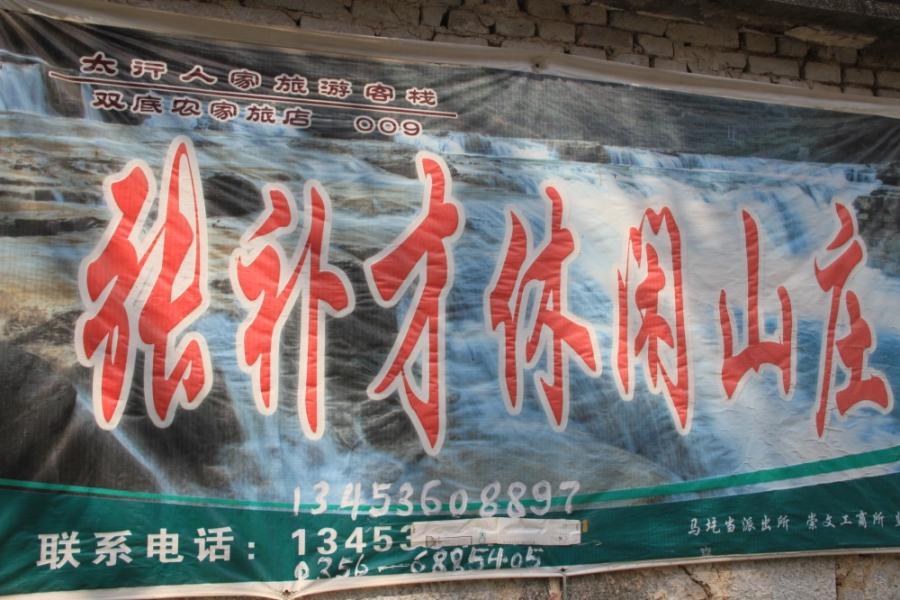 太行人家旅游客栈
双底农家旅店 009
张补才休闲山庄
13453608897
联系电话：13453
0356-6885405
马圪当派出所 崇文工商所